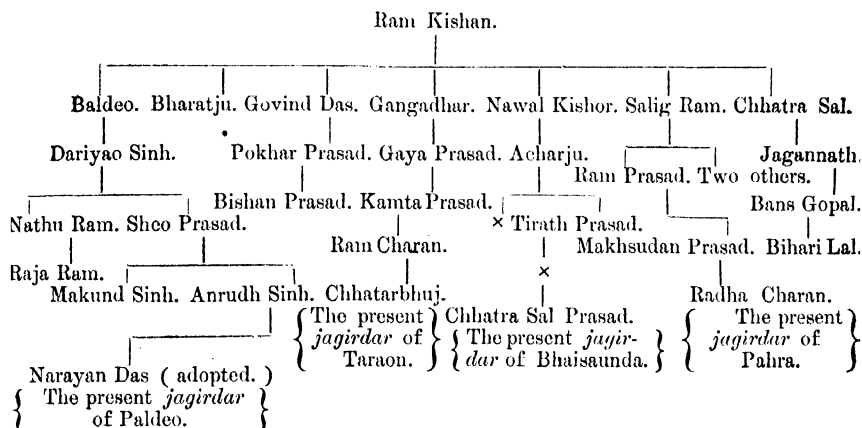 Ram Kishan.
Baldeo. Bharatju. Govind Das. Gangadhar. Nawal Kishor. Salig Ram. Chhatra Sal.
Dariyao Sinh. Pokhar Prasad. Gaya Prasad. Acharju. Jagannath.
Ram Prasad. Two others.
Bishan Prasad. Kamta Prasad. Bans Gopal.
Nathu Ram. Sheo Prasad. × Tirath Prasad.
Ram Charan. Makhsudan Prasad. Bihari Lal.
Raja Ram. ×
Makund Sinh. Anrudh Sinh. Chhatarbhuj. Radha Charan.
{ The present } Chhatra Sal Prasad. { The present }
jagirdar of { The present jagir- } jagirdar of
Taraon. dar of Bhaisaunda. Pahra.
Narayan Das ( adopted. )
{ The present jagirdar }
of Paldeo.